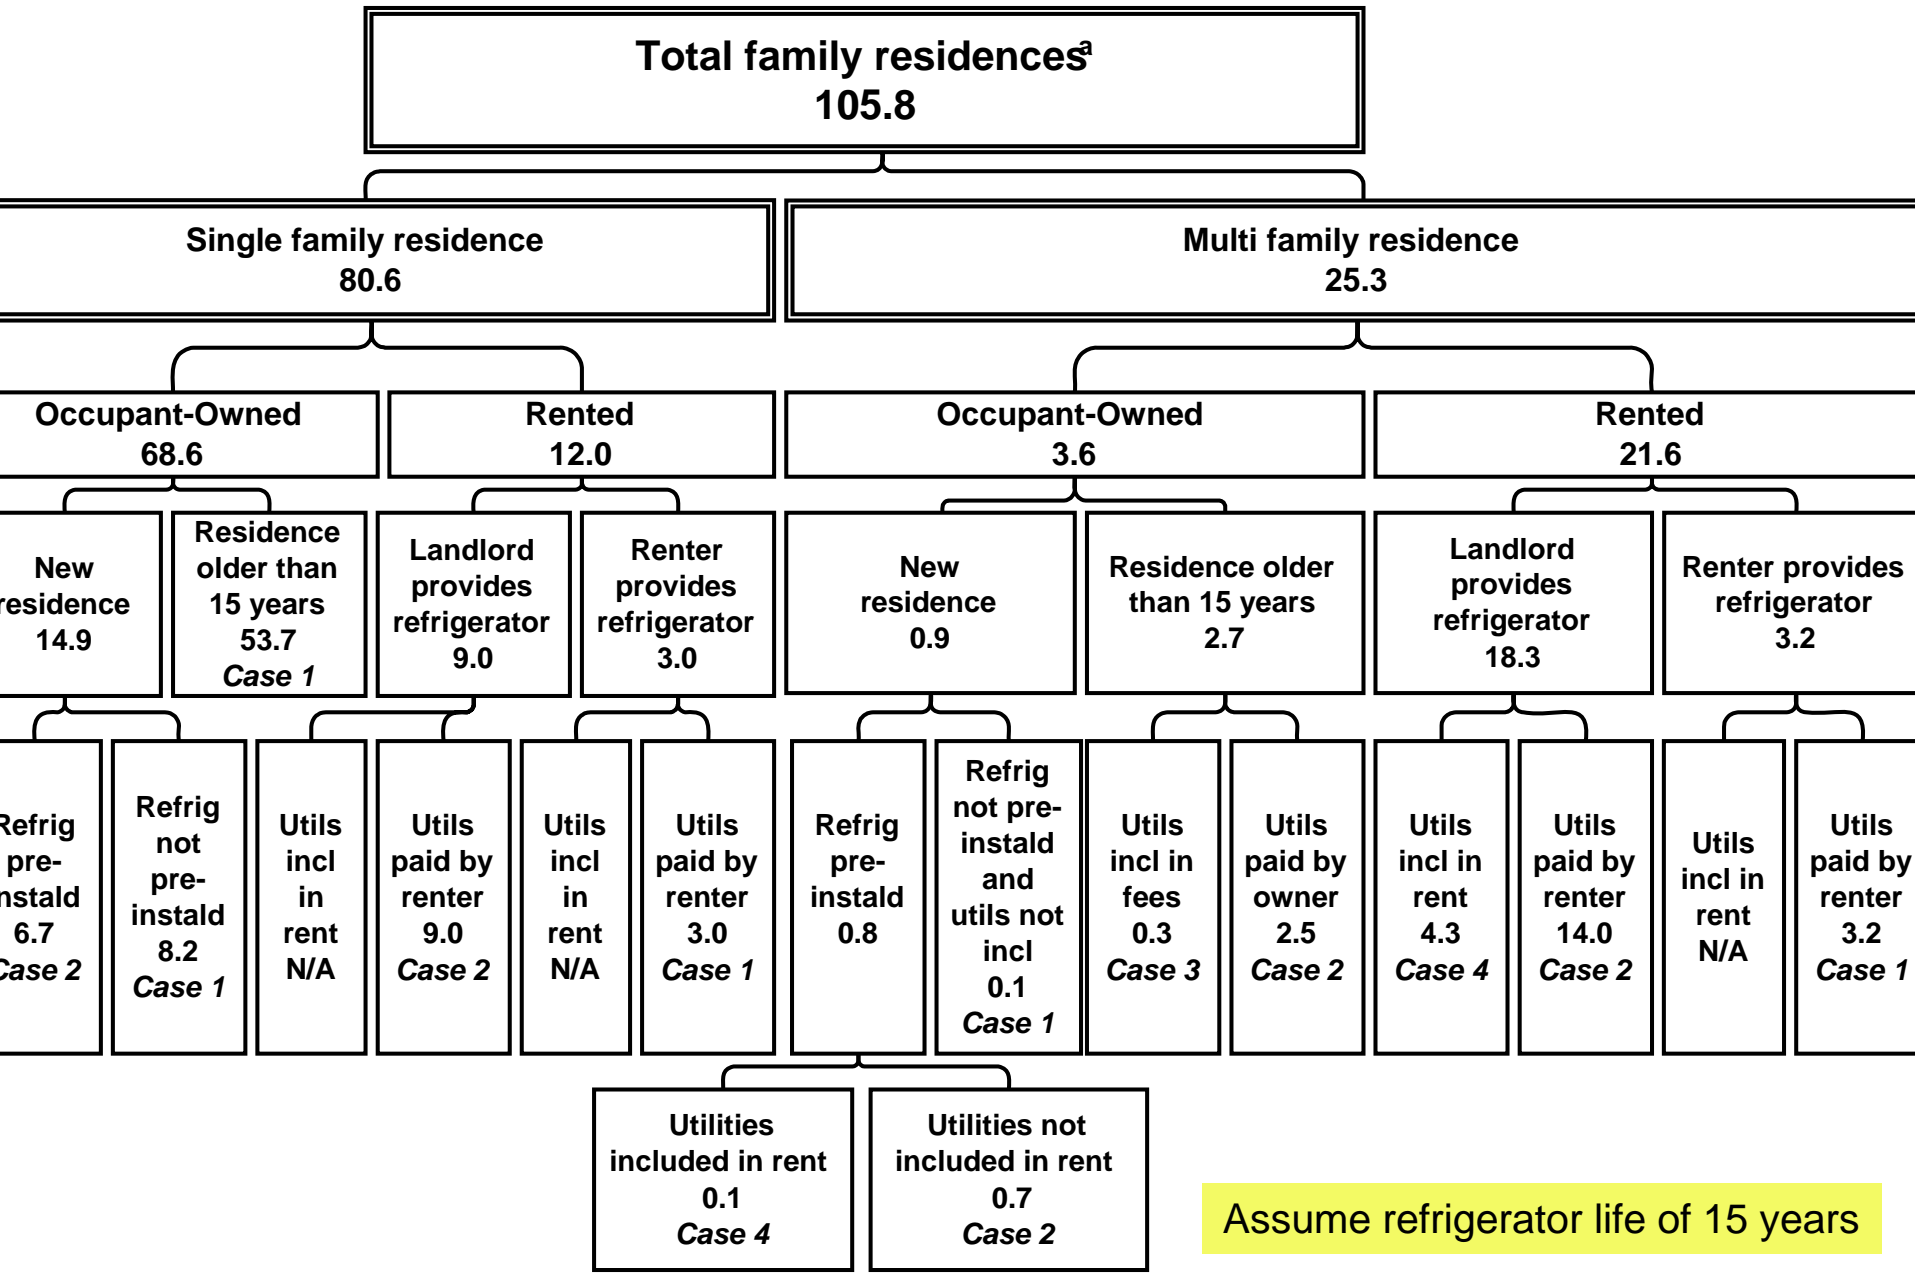 Total family residencesᵃ
105.8
Single family residence
80.6
Multi family residence
25.3
Occupant-Owned
68.6
Rented
12.0
Occupant-Owned
3.6
Rented
21.6
New
residence
14.9
Residence
older than
15 years
53.7
Case 1
Landlord
provides
refrigerator
9.0
Renter
provides
refrigerator
3.0
New
residence
0.9
Residence older
than 15 years
2.7
Landlord
provides
refrigerator
18.3
Renter provides
refrigerator
3.2
Refrig
pre-
nstald
6.7
Case 2
Refrig
not
pre-
instald
8.2
Case 1
Utils
incl
in
rent
N/A
Utils
paid by
renter
9.0
Case 2
Utils
incl
in
rent
N/A
Utils
paid by
renter
3.0
Case 1
Refrig
pre-
instald
0.8
Refrig
not pre-
instald
and
utils not
incl
0.1
Case 1
Utils
incl in
fees
0.3
Case 3
Utils
paid by
owner
2.5
Case 2
Utils
incl in
rent
4.3
Case 4
Utils
paid by
renter
14.0
Case 2
Utils
incl in
rent
N/A
Utils
paid by
renter
3.2
Case 1
Utilities
included in rent
0.1
Case 4
Utilities not
included in rent
0.7
Case 2
Assume refrigerator life of 15 years